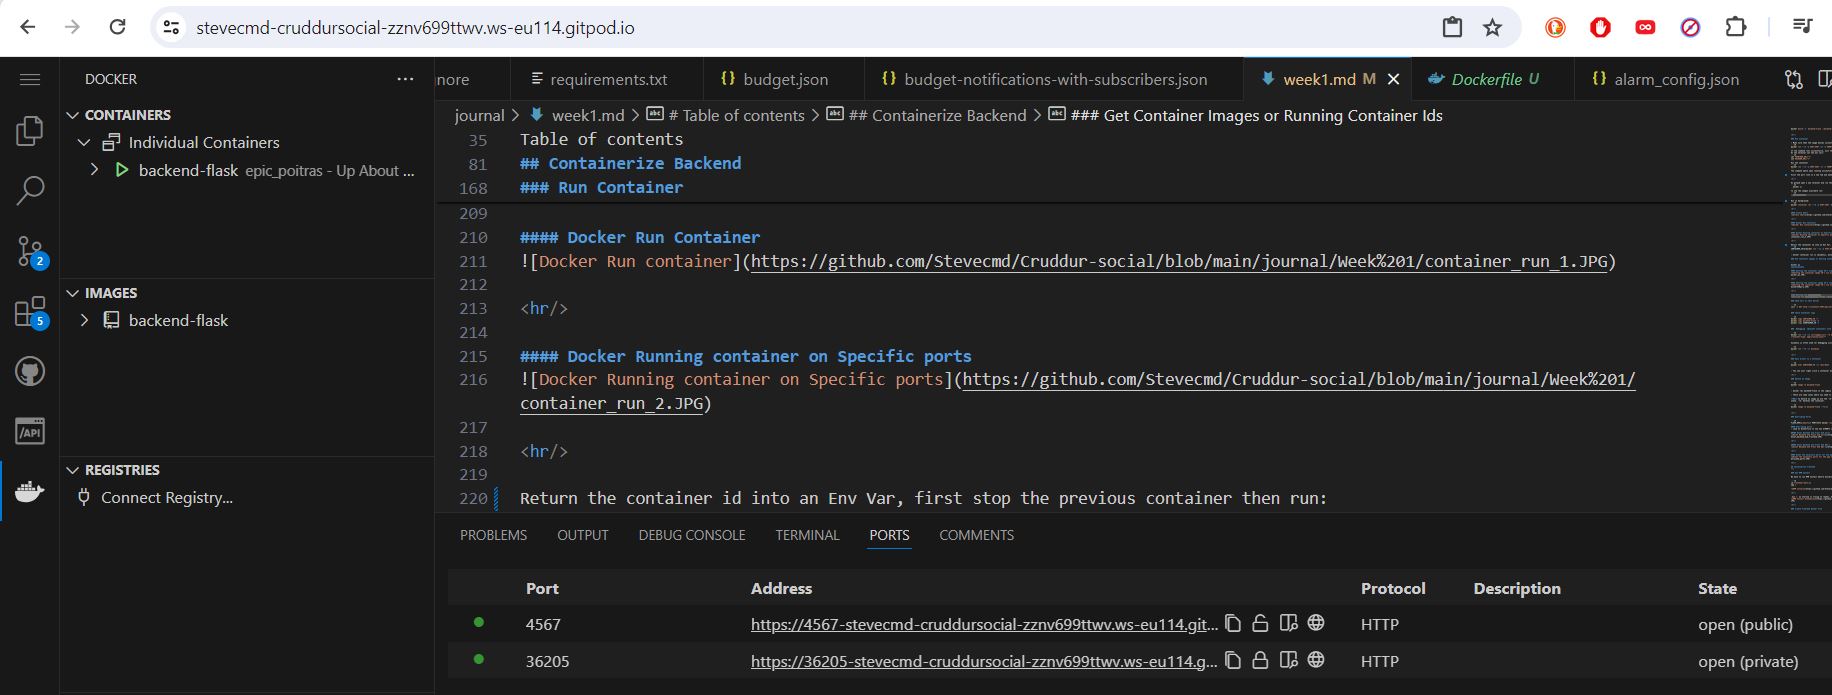 stevecmd-cruddursocial-zznv699ttwv.ws-eu114.gitpod.io
DOCKER
nore
requirements.txt
{} budget.json
{} budget-notifications-with-subscribers.json
week1.md M
Dockerfile U
{} alarm_config.json
journal > week1.md > # Table of contents > ## Containerize Backend > ### Get Container Images or Running Container Ids
CONTAINERS
Individual Containers
backend-flask epic_poitras - Up About ...
IMAGES
backend-flask
REGISTRIES
Connect Registry...
2
5
/API
35 Table of contents
81 ## Containerize Backend
168 ### Run Container
209
210 #### Docker Run Container
211 ![Docker Run container](https://github.com/Stevecmd/Cruddur-social/blob/main/journal/Week%201/container_run_1.JPG)
212
213 <hr/>
214
215 #### Docker Running container on Specific ports
216 ![Docker Running container on Specific ports](https://github.com/Stevecmd/Cruddur-social/blob/main/journal/Week%201/
container_run_2.JPG)
217
218 <hr/>
219
220 Return the container id into an Env Var, first stop the previous container then run:
PROBLEMS OUTPUT DEBUG CONSOLE TERMINAL PORTS COMMENTS
Port Address Protocol Description State
4567 https://4567-stevecmd-cruddursocial-zznv699ttwv.ws-eu114.git... HTTP open (public)
36205 https://36205-stevecmd-cruddursocial-zznv699ttwv.ws-eu114.g... HTTP open (private)